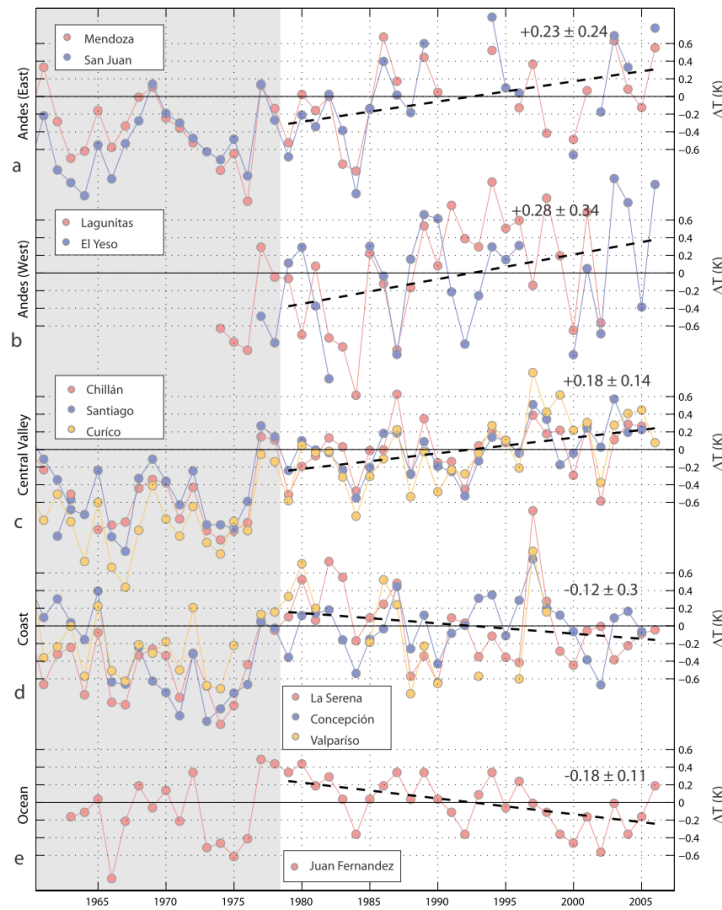 Mendoza
San Juan
+0.23 ± 0.24
0.6
0.4
0.2
0
−0.2
−0.4
−0.6
Andes (East)
ΔT (K)
a
Lagunitas
El Yeso
+0.28 ± 0.34
0.6
0.4
0.2
0
−0.2
−0.4
−0.6
Andes (West)
ΔT (K)
b
Chillán
Santiago
Curíco
+0.18 ± 0.14
0.6
0.4
0.2
0
−0.2
−0.4
−0.6
Central Valley
ΔT (K)
c
-0.12 ± 0.3
0.6
0.4
0.2
0
−0.2
−0.4
−0.6
Coast
ΔT (K)
d
La Serena
Concepción
Valparíso
-0.18 ± 0.11
0.6
0.4
0.2
0
−0.2
−0.4
−0.6
Ocean
ΔT (K)
e
Juan Fernandez
1965 1970 1975 1980 1985 1990 1995 2000 2005